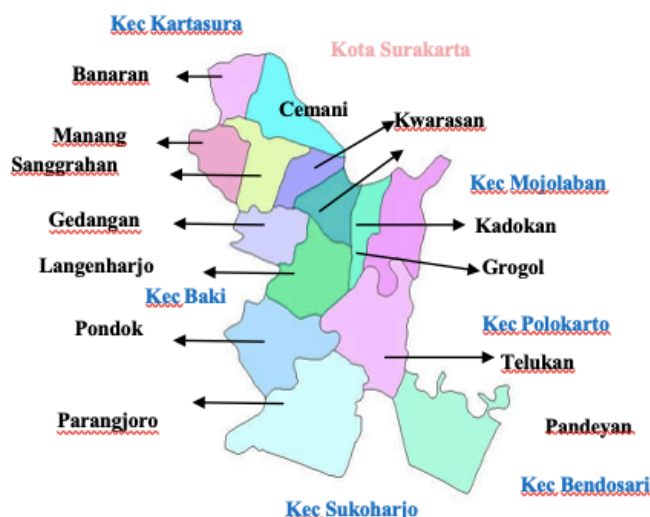 Kec Kartasura
Kota Surakarta
Banaran
Cemani
Kwarasan
Manang
Sanggrahan
Kec Mojolaban
Gedangan
Kadokan
Langenharjo
Grogol
Kec Baki
Pondok
Kec Polokarto
Telukan
Parangjoro
Pandeyan
Kec Bendosari
Kec Sukoharjo